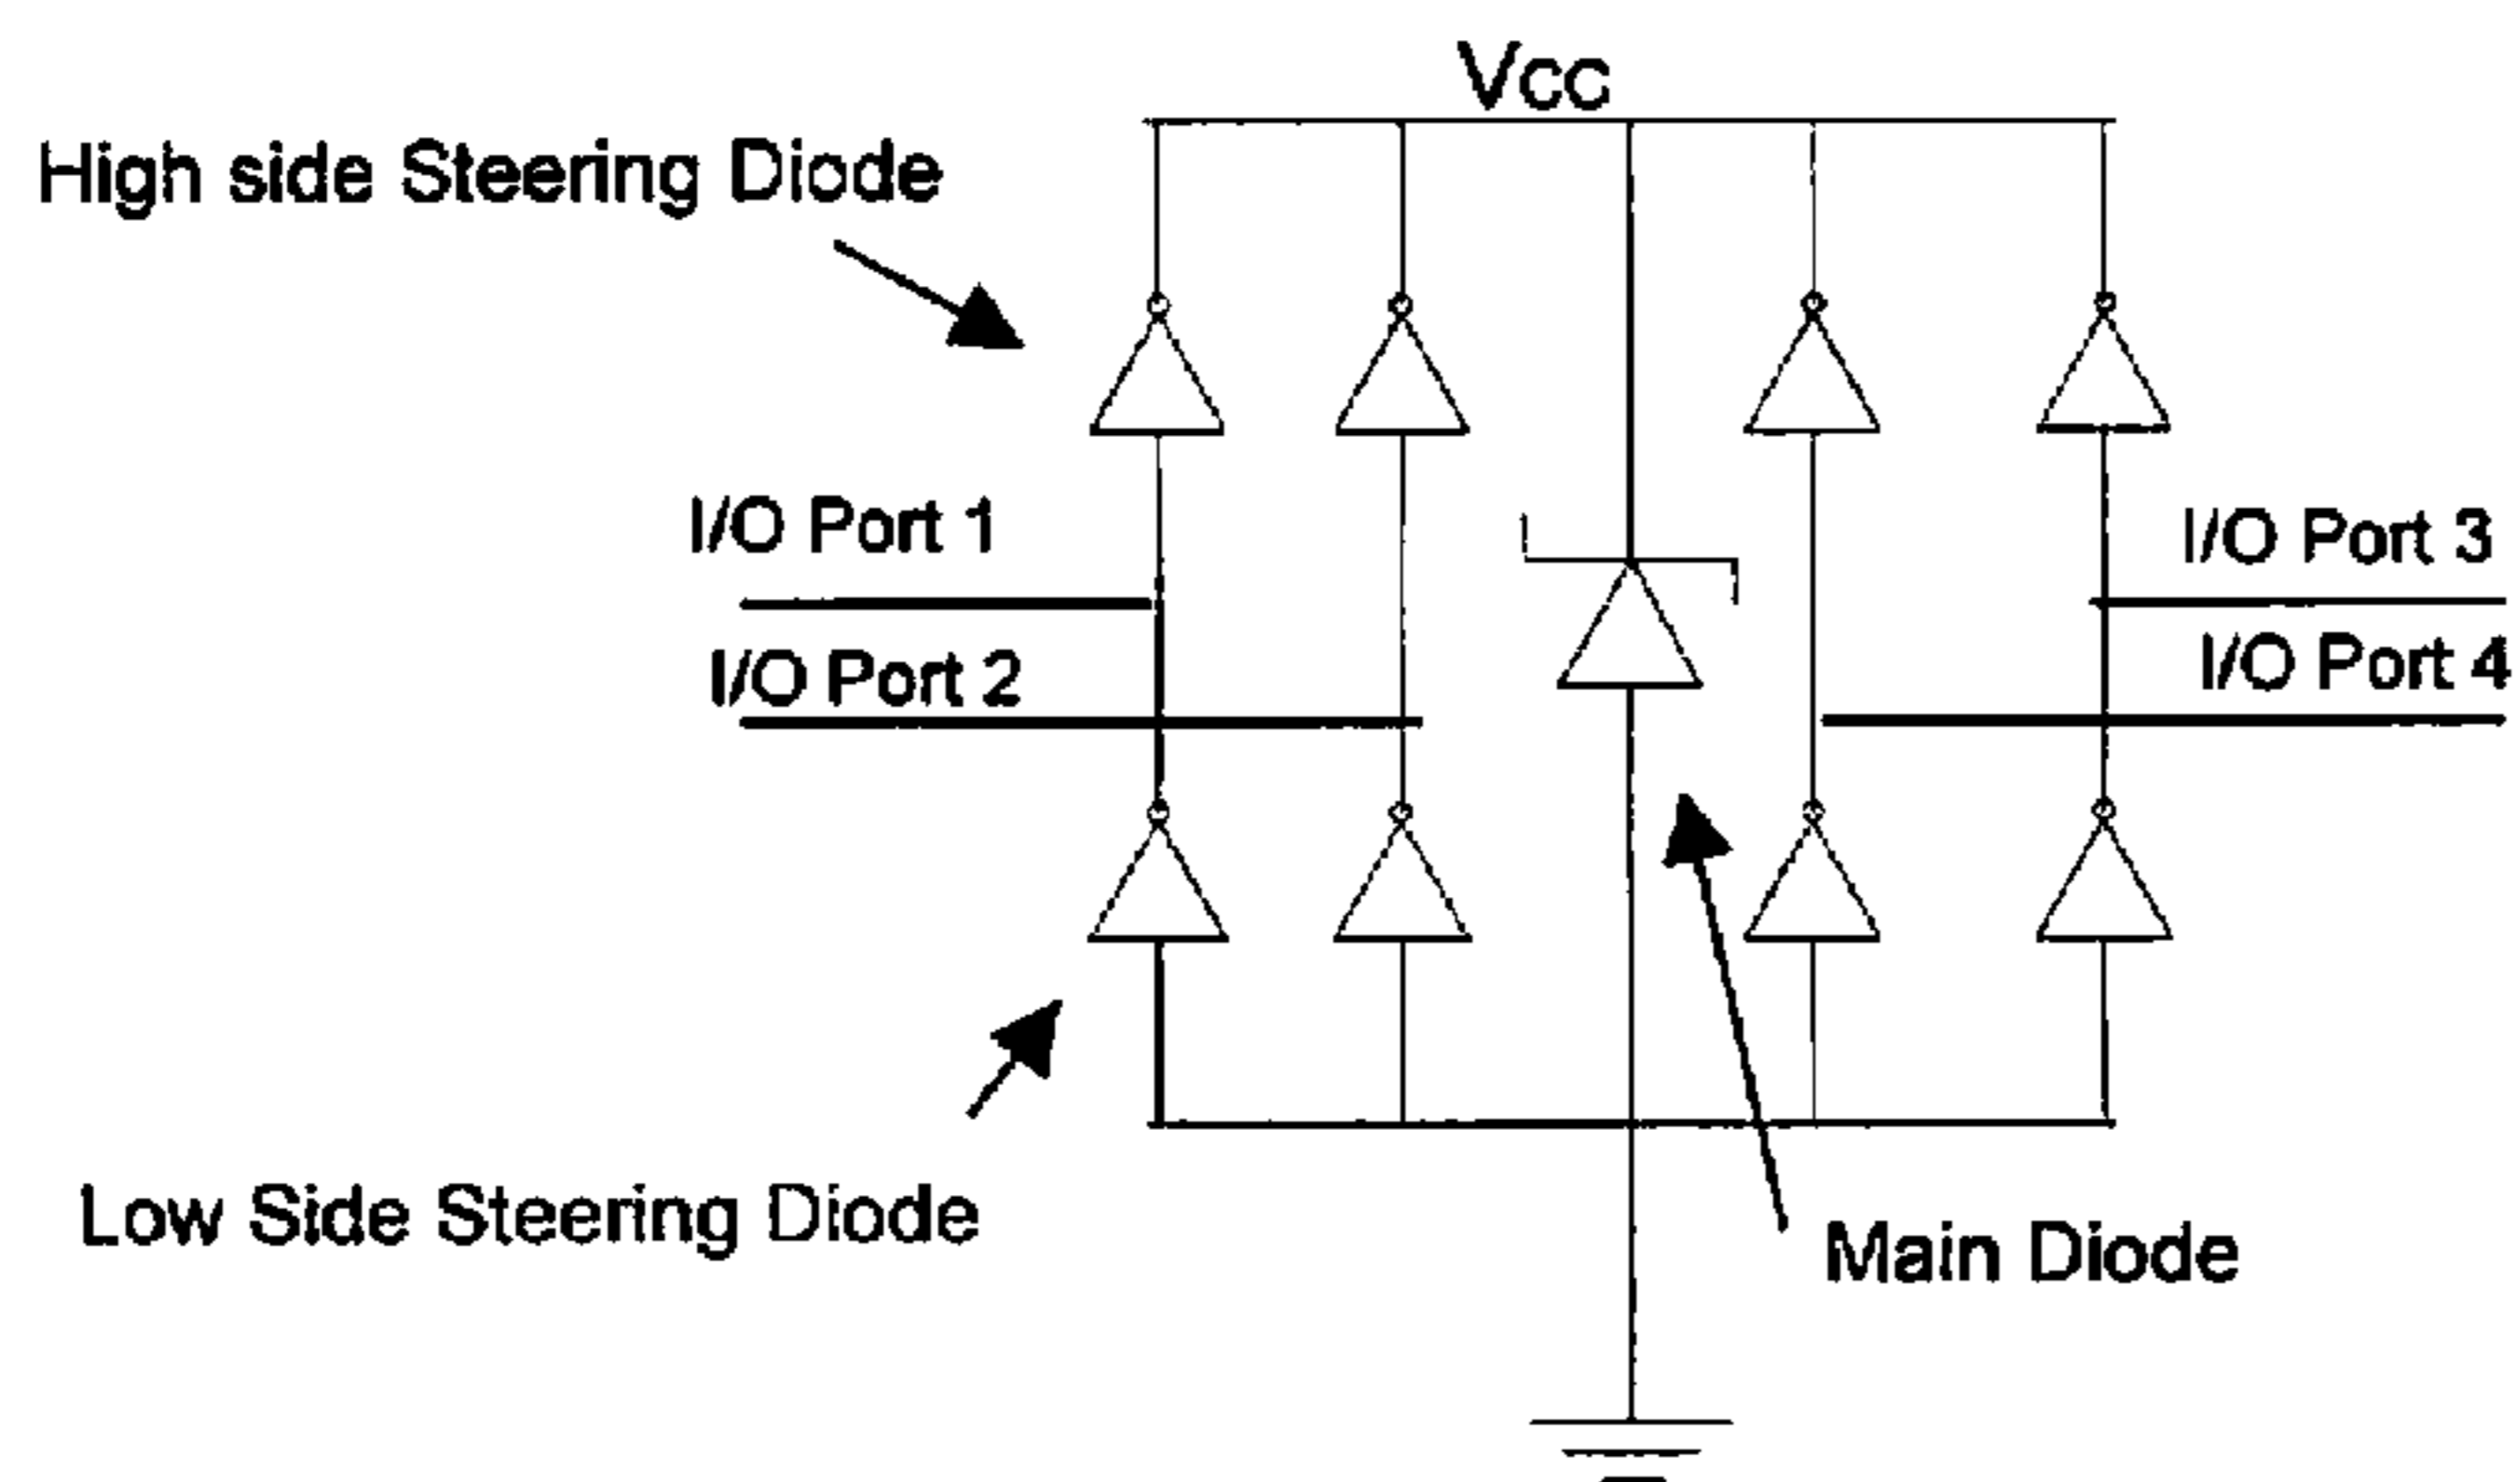 Vcc
High side Steering Diode
I/O Port 1
I/O Port 3
I/O Port 2
I/O Port 4
Low Side Steering Diode
Main Diode